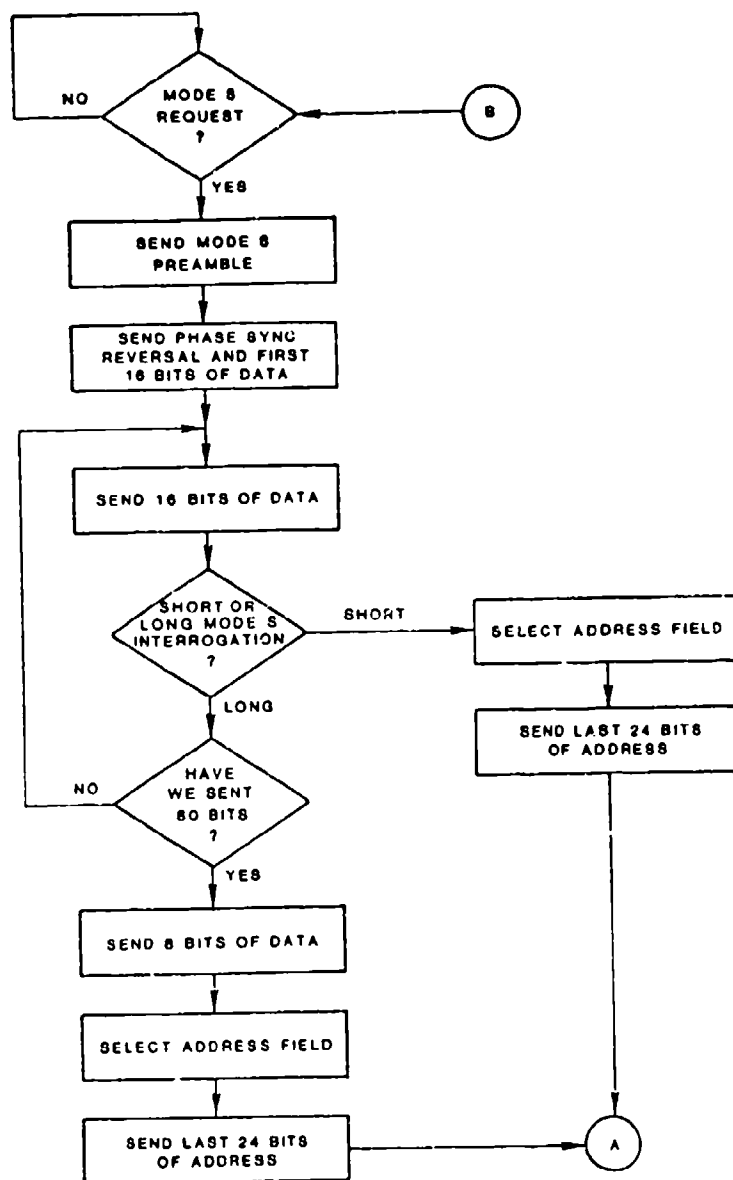 NO
MODE S
REQUEST
?
B
YES
SEND MODE S
PREAMBLE
SEND PHASE SYNC
REVERSAL AND FIRST
16 BITS OF DATA
SEND 16 BITS OF DATA
SHORT OR
LONG MODE S
INTERROGATION
?
SHORT
SELECT ADDRESS FIELD
LONG
SEND LAST 24 BITS
OF ADDRESS
NO
HAVE
WE SENT
80 BITS
?
YES
SEND 8 BITS OF DATA
SELECT ADDRESS FIELD
SEND LAST 24 BITS
OF ADDRESS
A